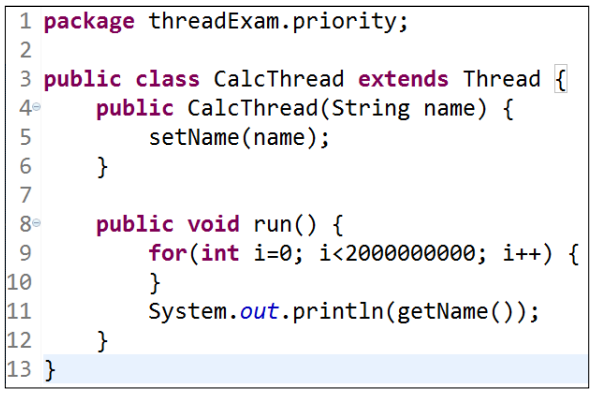 1 package threadExam.priority;
2
3 public class CalcThread extends Thread {
4     public CalcThread(String name) {
5         setName(name);
6     }
7
8     public void run() {
9         for(int i=0; i<2000000000; i++) {
10         }
11         System.out.println(getName());
12     }
13 }